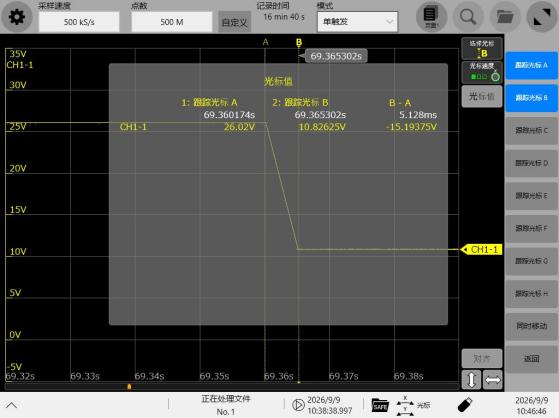 采样速度
点数
记录时间
模式
500 kS/s
500 M
自定义
16 min 40 s
单触发
页面1
A
B
69.365302s
35V
CH1-1
30V
25V
20V
15V
10V
5V
0V
-5V
光标值
1: 跟踪光标 A
2: 跟踪光标 B
B - A
69.360174s
69.365302s
5.128ms
CH1-1
26.02V
10.82625V
-15.19375V
69.32s
69.33s
69.34s
69.35s
69.36s
69.37s
69.38s
选择光标
B
光标速度
光标值
CH1-1
对齐
跟踪光标 A
跟踪光标 B
跟踪光标 C
跟踪光标 D
跟踪光标 E
跟踪光标 F
跟踪光标 G
跟踪光标 H
同时移动
返回
正在处理文件
No. 1
2026/9/9
10:38:38.997
SAFE
X
Y
光标
2026/9/9
10:46:46